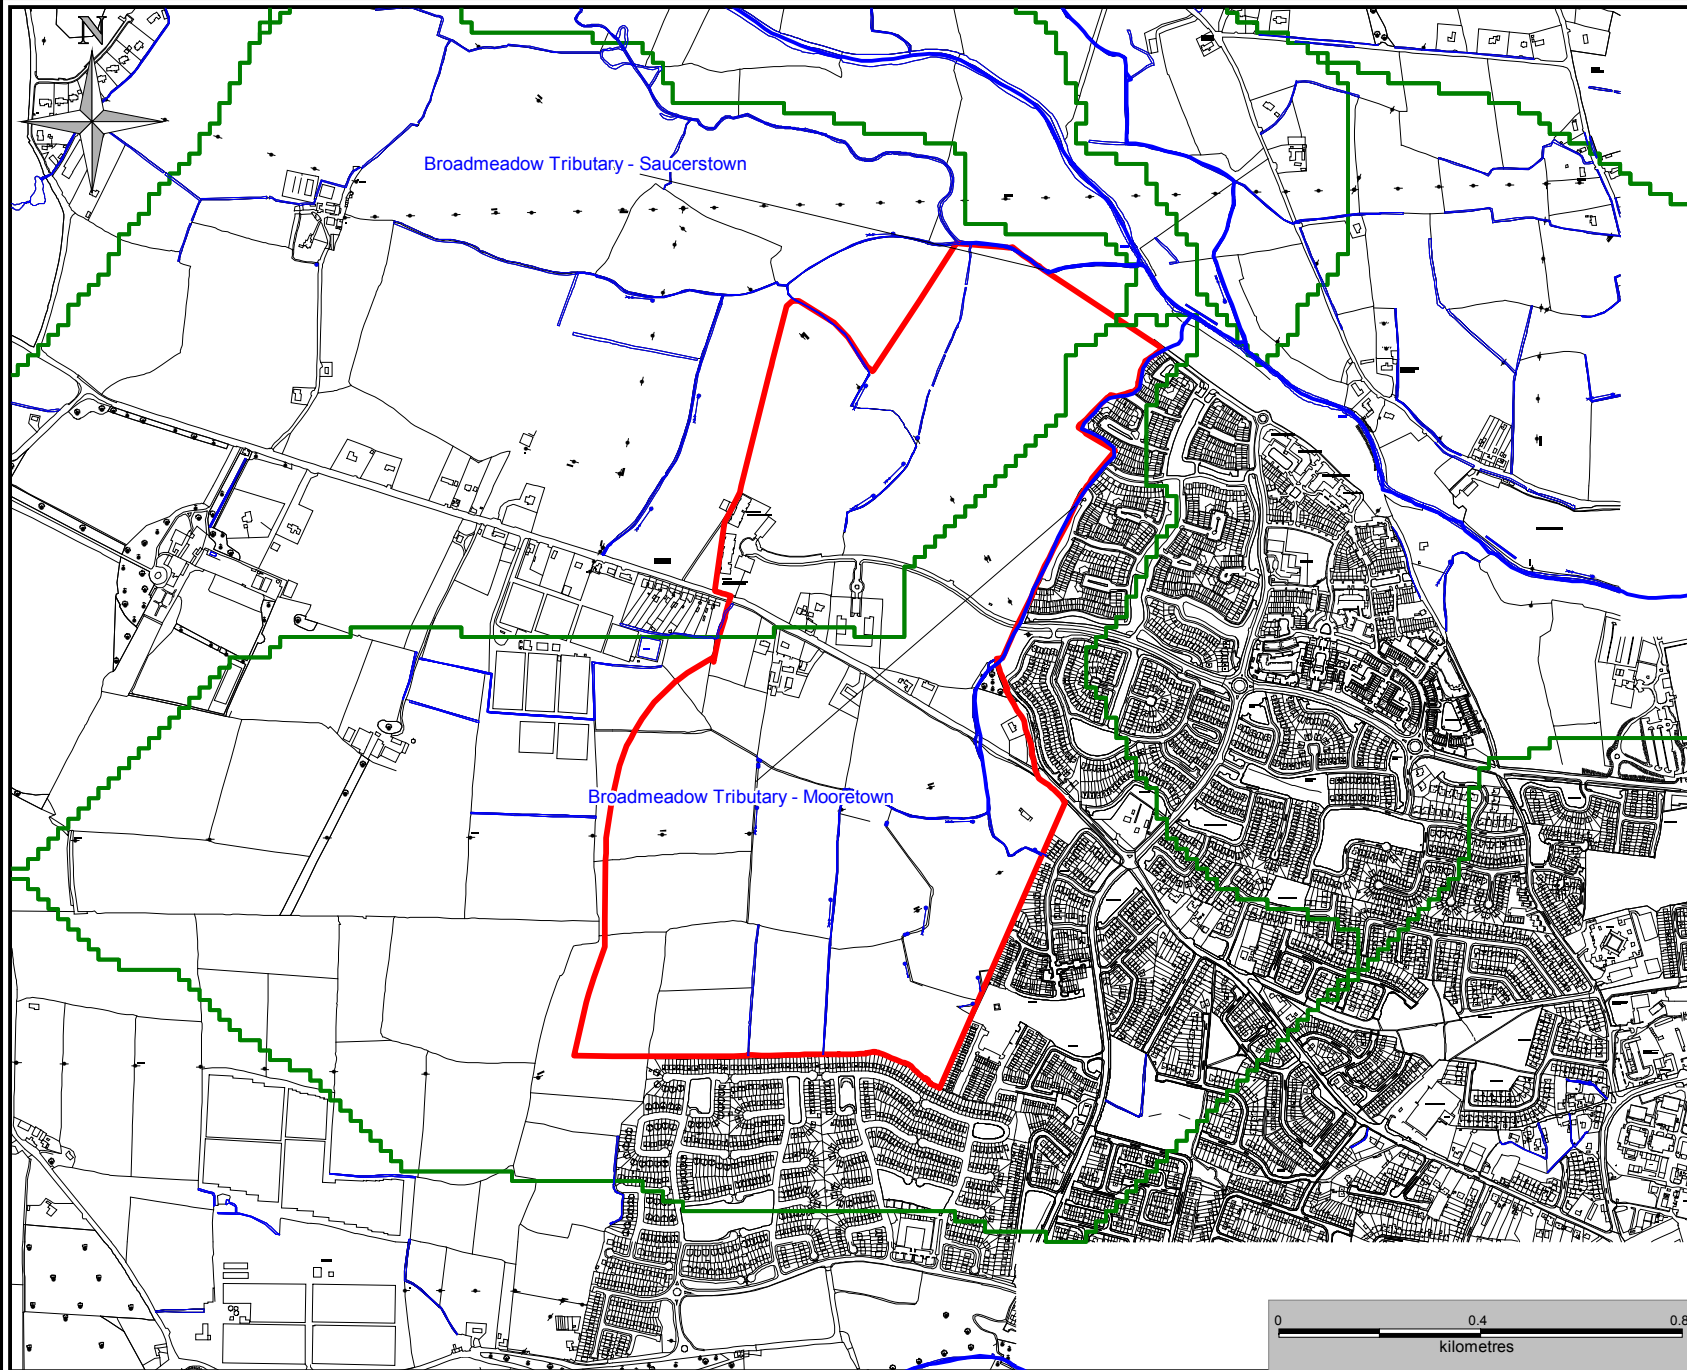 N
Broadmeadow Tributary - Saucerstown
Broadmeadow Tributary - Mooretown
0 0.4 0.8
kilometres